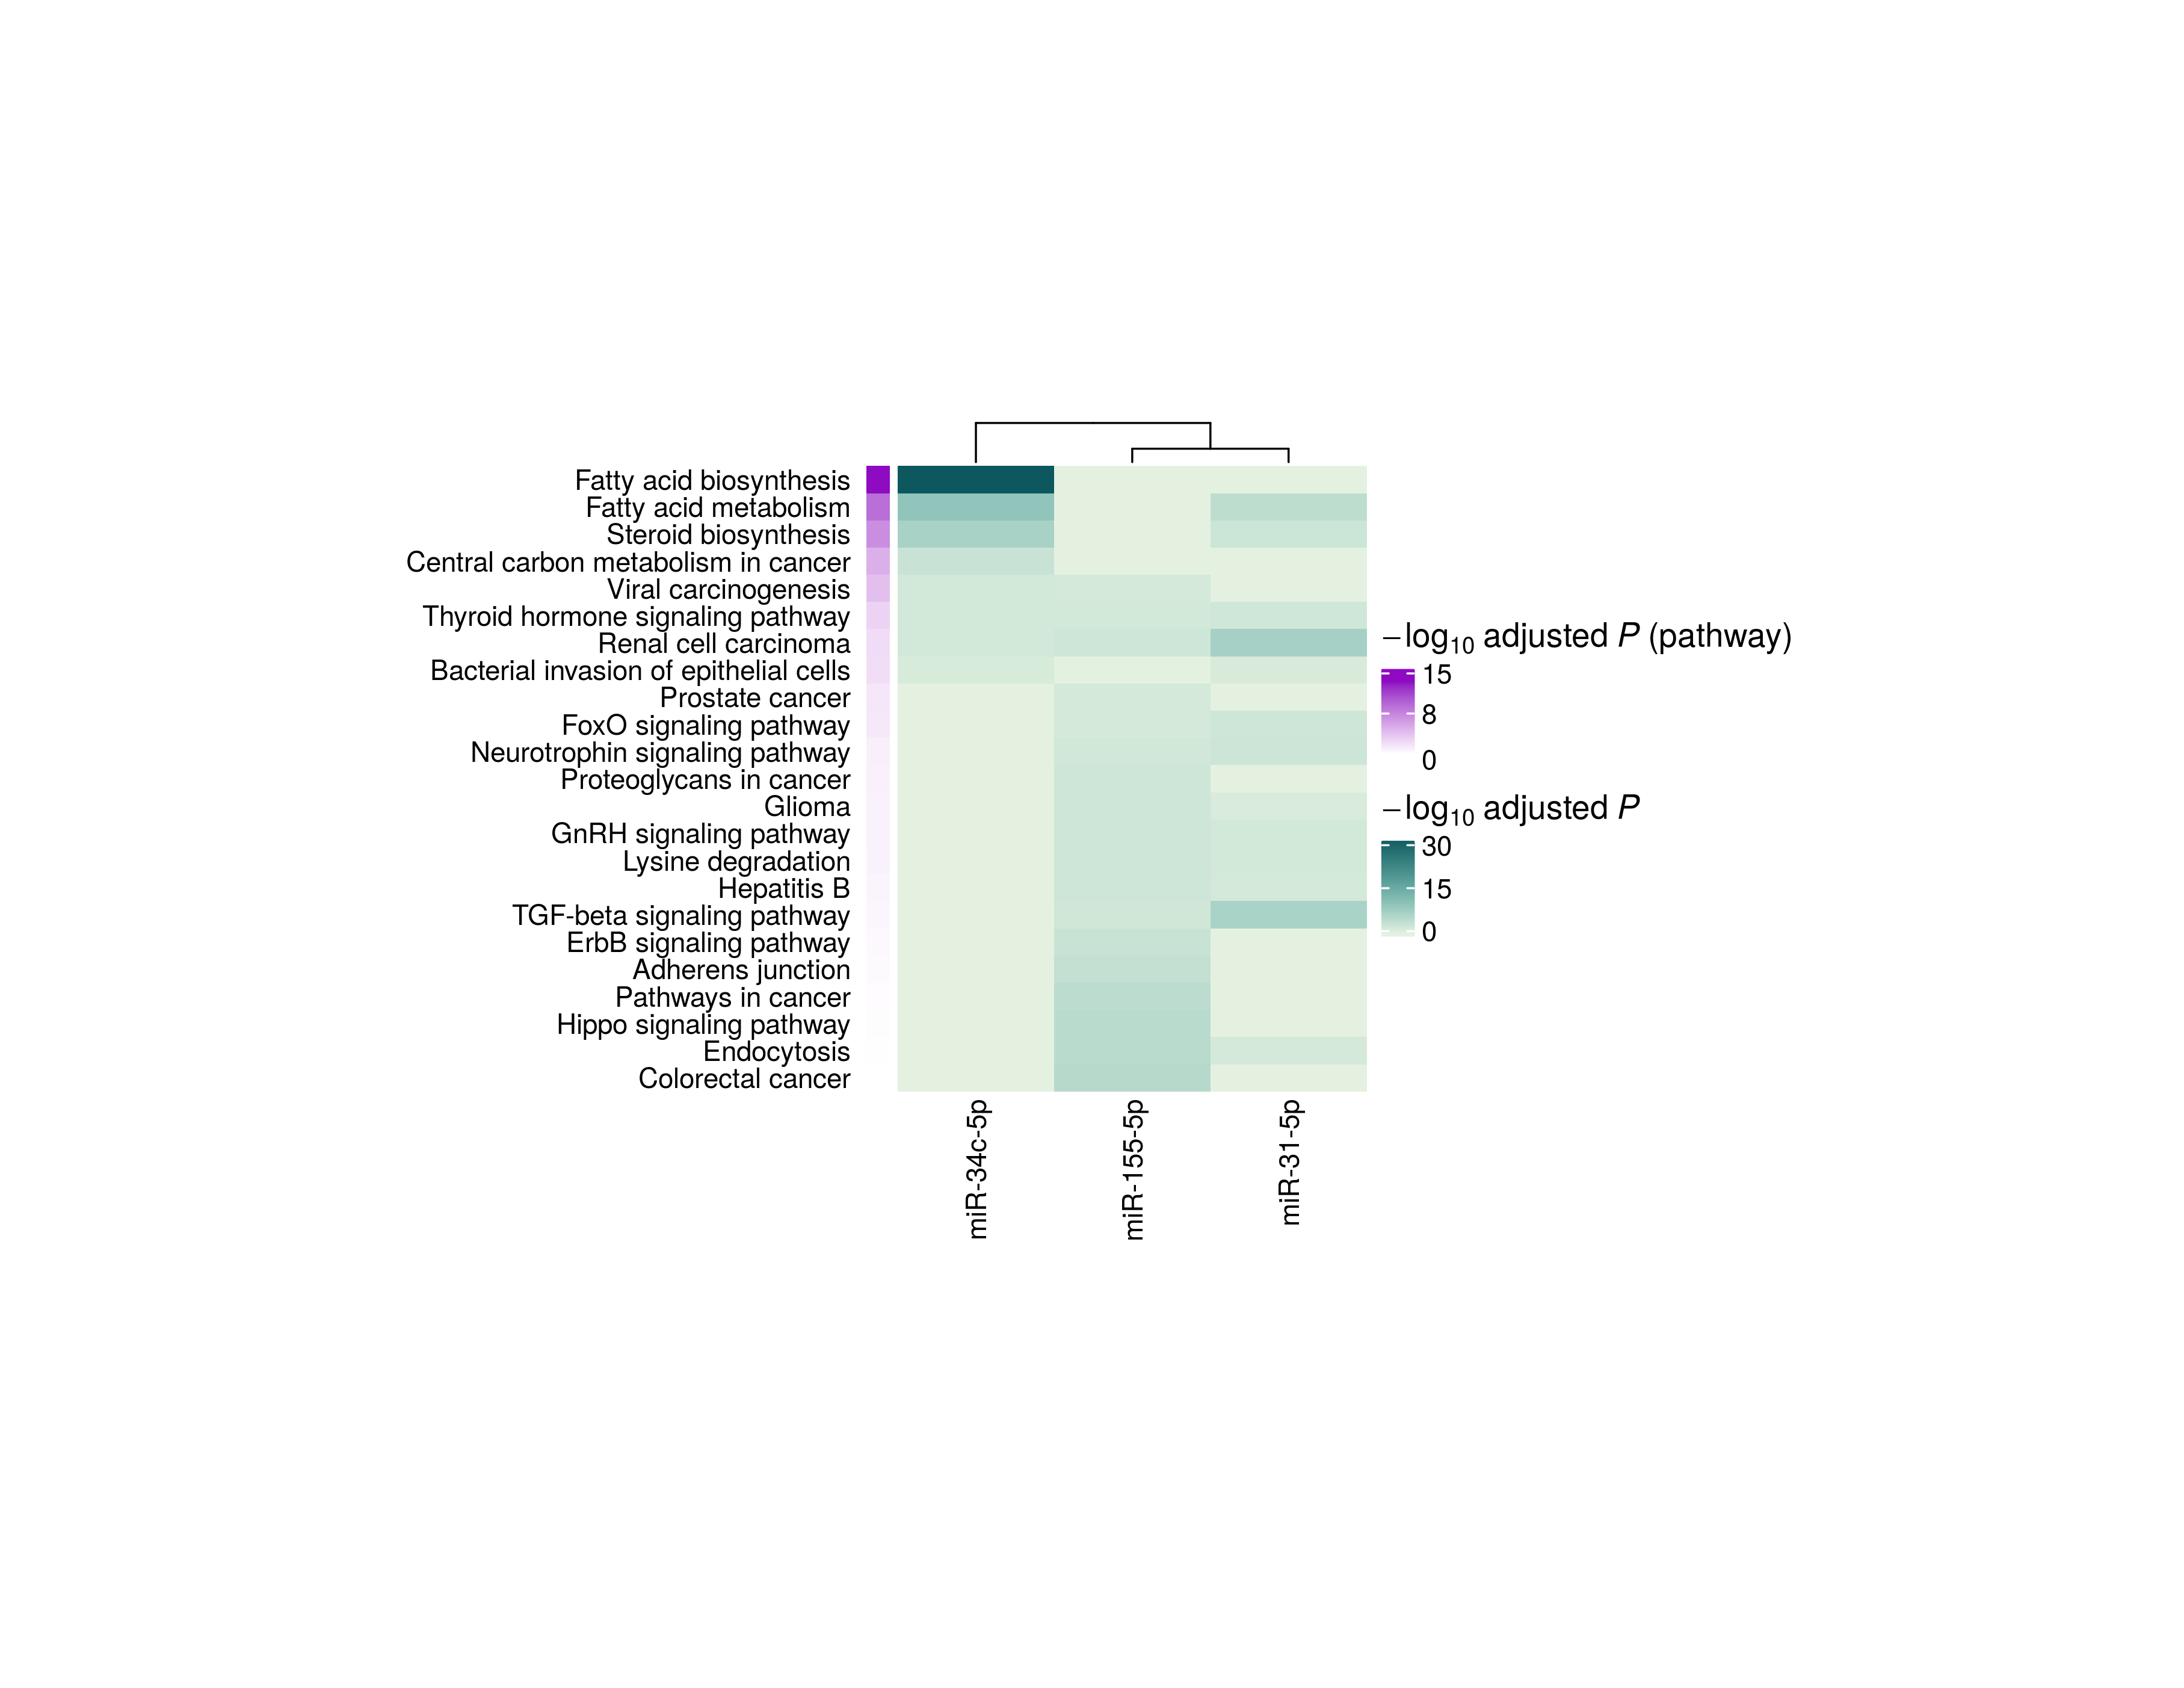 Fatty acid biosynthesis
Fatty acid metabolism
Steroid biosynthesis
Central carbon metabolism in cancer
Viral carcinogenesis
Thyroid hormone signaling pathway
Renal cell carcinoma
Bacterial invasion of epithelial cells
Prostate cancer
FoxO signaling pathway
Neurotrophin signaling pathway
Proteoglycans in cancer
Glioma
GnRH signaling pathway
Lysine degradation
Hepatitis B
TGF-beta signaling pathway
ErbB signaling pathway
Adherens junction
Pathways in cancer
Hippo signaling pathway
Endocytosis
Colorectal cancer
miR-34c-5p
miR-155-5p
miR-31-5p
−log₁₀ adjusted P (pathway)
15
8
0
−log₁₀ adjusted P
30
15
0